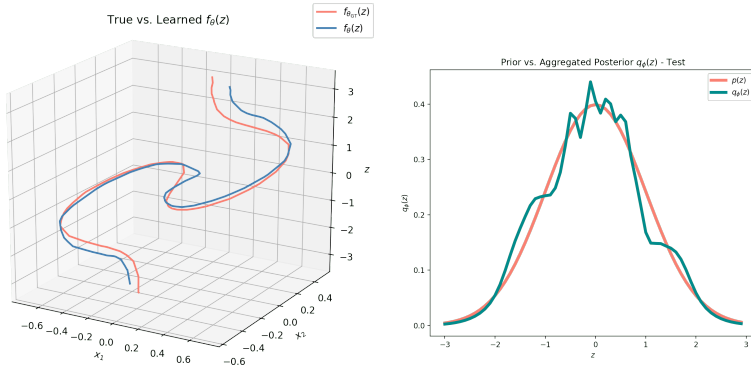 True vs. Learned fθ(z)
fθGT(z)
fθ(z)
3
2
1
0
−1
−2
−3
z
−0.6
−0.4
−0.2
0.0
0.2
0.4
0.6
x1
−0.6
−0.4
−0.2
0.0
0.2
0.4
x2
Prior vs. Aggregated Posterior qϕ(z) - Test
p(z)
qϕ(z)
0.4
0.3
0.2
0.1
0.0
qϕ(z)
−3
−2
−1
0
1
2
3
z